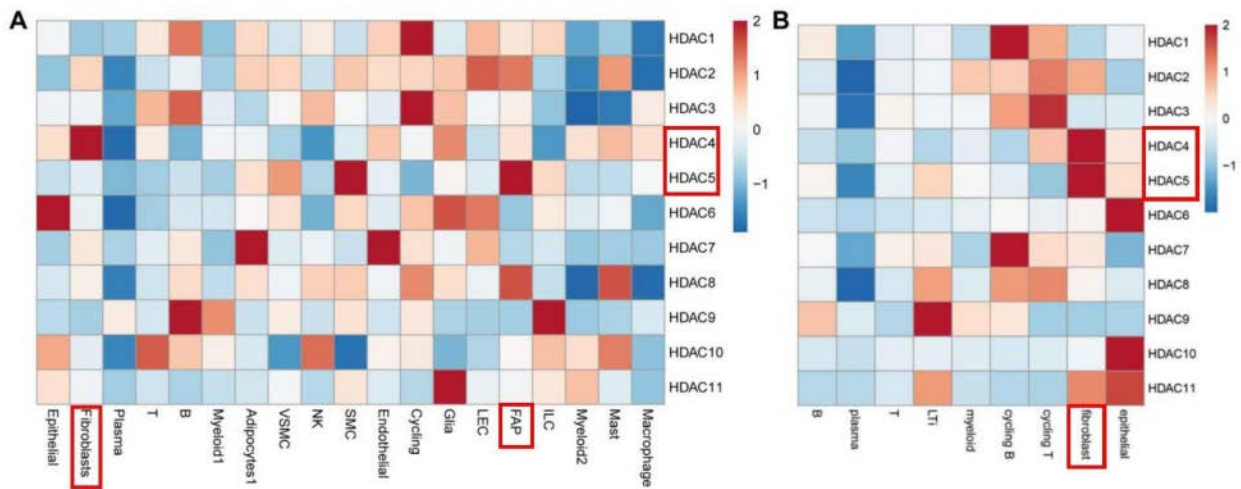 A
2
1
0
−1
HDAC1
HDAC2
HDAC3
HDAC4
HDAC5
HDAC6
HDAC7
HDAC8
HDAC9
HDAC10
HDAC11
Epithelial
Fibroblasts
Plasma
T
B
Myeloid1
Adipocytes1
VSMC
NK
SMC
Endothelial
Cycling
Glia
LEC
FAP
ILC
Myeloid2
Mast
Macrophage
B
2
1
0
−1
HDAC1
HDAC2
HDAC3
HDAC4
HDAC5
HDAC6
HDAC7
HDAC8
HDAC9
HDAC10
HDAC11
B
plasma
T
LTi
myeloid
cycling B
cycling T
fibroblast
epithelial